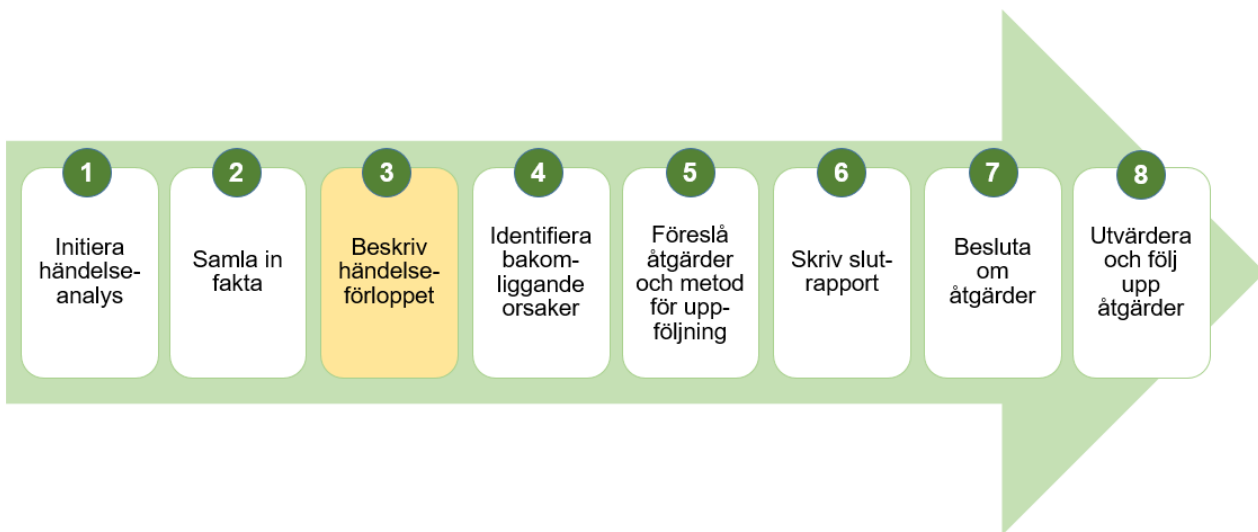 1
Initiera
händelse-
analys
2
Samla in
fakta
3
Beskriv
händelse-
förloppet
4
Identifiera
bakom-
liggande
orsaker
5
Föreslå
åtgärder
och metod
för upp-
följning
6
Skriv slut-
rapport
7
Besluta
om
åtgärder
8
Utvärdera
och följ
upp
åtgärder